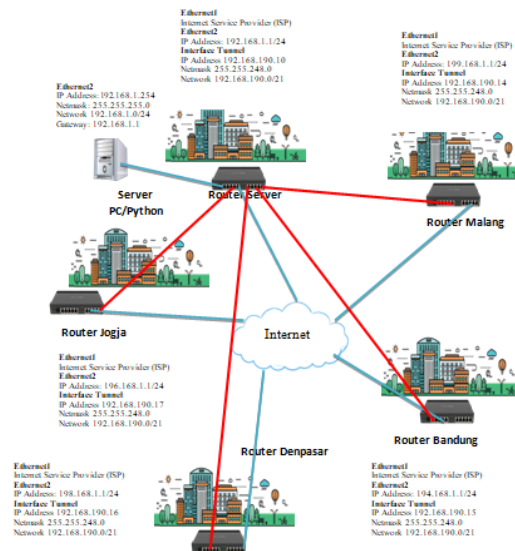 Ethernet1
Internet Service Provider (ISP)
Ethernet2
IP Address: 192.168.1.1/24
Interface Tunnel
IP Address 192.168.190.10
Netmask 255.255.248.0
Network 192.168.190.0/21
Ethernet1
Internet Service Provider (ISP)
Ethernet2
IP Address: 199.168.1.1/24
Interface Tunnel
IP Address 192.168.190.14
Netmask 255.255.248.0
Network 192.168.190.0/21
Ethernet2
IP Address: 192.168.1.254
Netmask: 255.255.255.0
Network 192.168.1.0/24
Gateway: 192.168.1.1
Server
PC/Python
Router Server
Router Malang
Router Jogja
Internet
Ethernet1
Internet Service Provider (ISP)
Ethernet2
IP Address: 196.168.1.1/24
Interface Tunnel
IP Address 192.168.190.17
Netmask 255.255.248.0
Network 192.168.190.0/21
Router Bandung
Router Denpasar
Ethernet1
Internet Service Provider (ISP)
Ethernet2
IP Address: 198.168.1.1/24
Interface Tunnel
IP Address 192.168.190.16
Netmask 255.255.248.0
Network 192.168.190.0/21
Ethernet1
Internet Service Provider (ISP)
Ethernet2
IP Address: 194.168.1.1/24
Interface Tunnel
IP Address 192.168.190.15
Netmask 255.255.248.0
Network 192.168.190.0/21